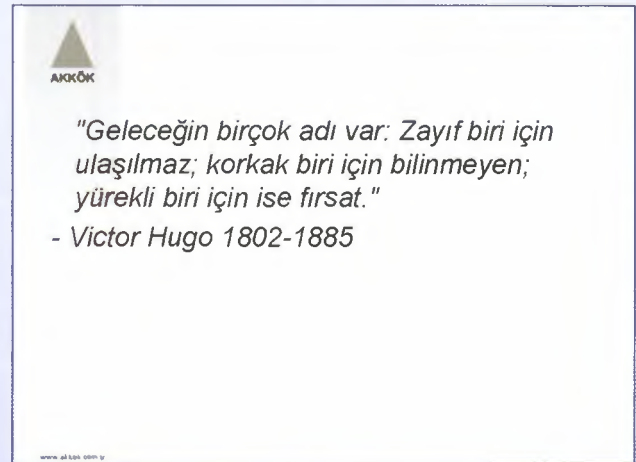 AKKÖK
"Geleceğin birçok adı var: Zayıf biri için
ulaşılmaz; korkak biri için bilinmeyen;
yürekli biri için ise fırsat."
- Victor Hugo 1802-1885